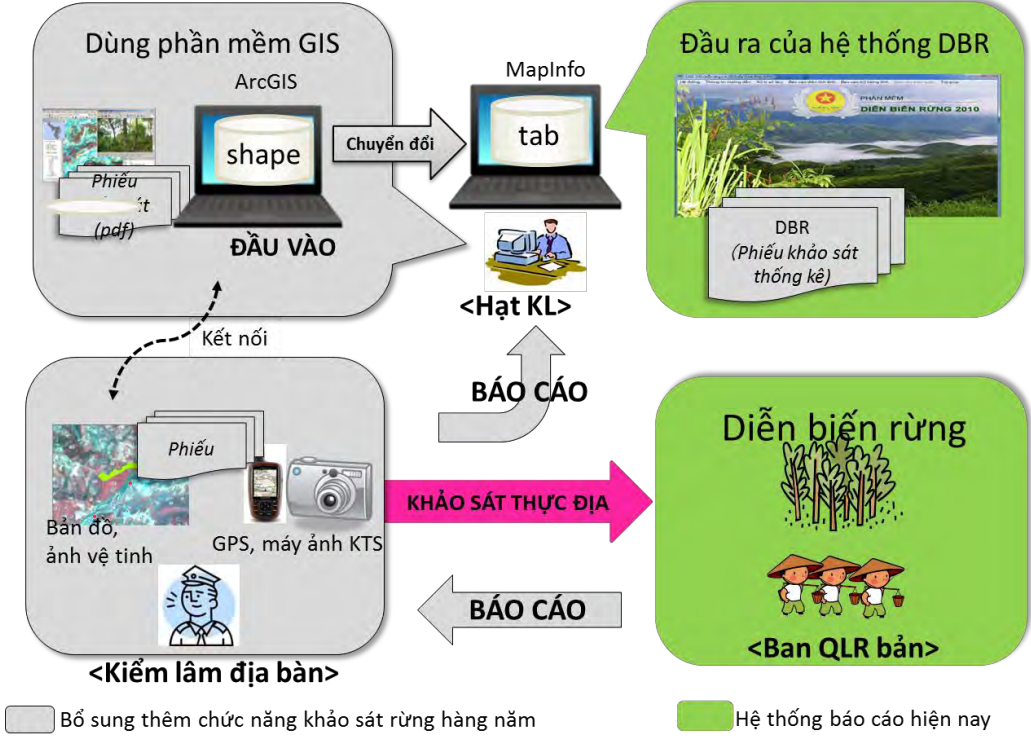 Dùng phần mềm GIS
ArcGIS
shape
Phiếu
(pdf)
ĐẦU VÀO
Chuyển đổi
MapInfo
tab
<Hạt KL>
Đầu ra của hệ thống DBR
PHẦN MỀM
DIỄN BIẾN RỪNG 2010
DBR
(Phiếu khảo sát
thống kê)
Kết nối
BÁO CÁO
Phiếu
Bản đồ,
ảnh vệ tinh
GPS, máy ảnh KTS
<Kiểm lâm địa bàn>
KHẢO SÁT THỰC ĐỊA
BÁO CÁO
Diễn biến rừng
<Ban QLR bản>
Bổ sung thêm chức năng khảo sát rừng hàng năm
Hệ thống báo cáo hiện nay